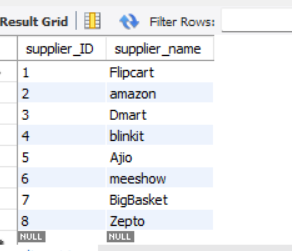 Result Grid Filter Rows:
supplier_ID supplier_name
1 Flipcart
2 amazon
3 Dmart
4 blinkit
5 Ajio
6 meeshow
7 BigBasket
8 Zepto
NULL NULL